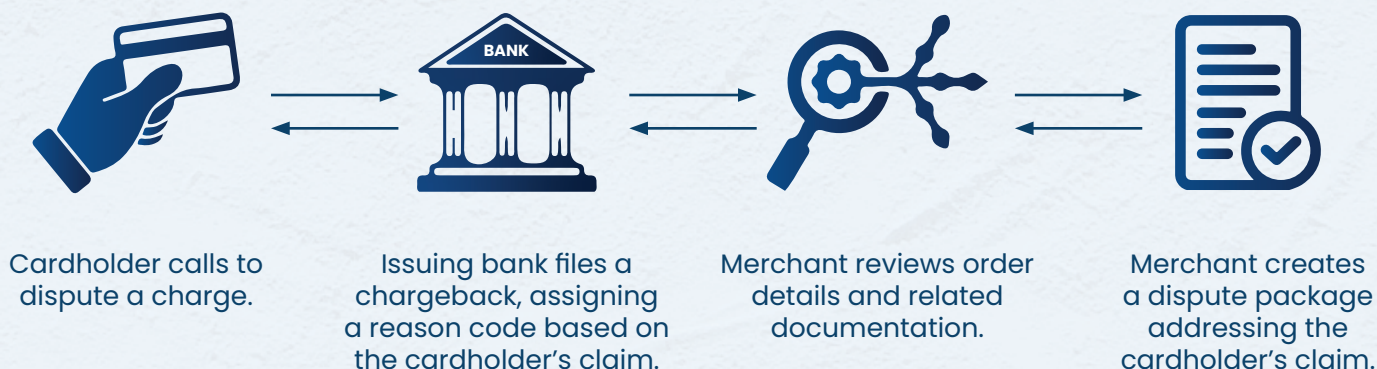 BANK
Cardholder calls to
dispute a charge.
Issuing bank files a
chargeback, assigning
a reason code based on
the cardholder's claim.
Merchant reviews order
details and related
documentation.
Merchant creates
a dispute package
addressing the
cardholder's claim.